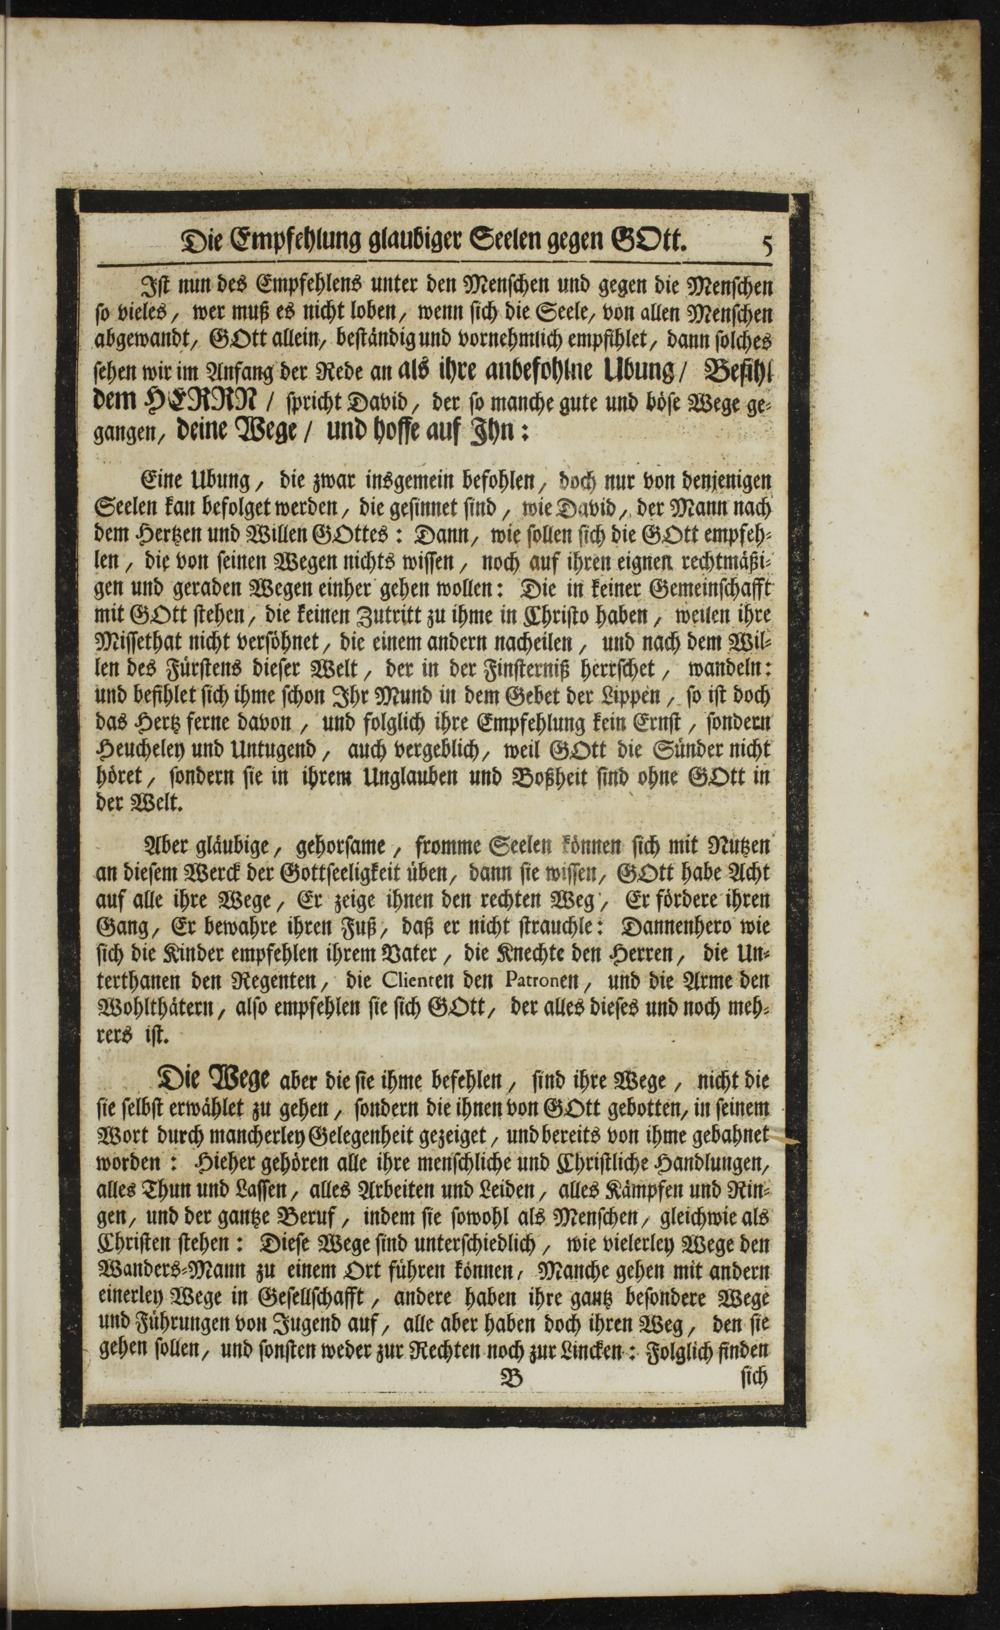 Die Empfehlung glaubiger Seelen gegen GOtt. 5
Ist nun des Empfehlens unter den Menschen und gegen die Menschen
so vieles, wer muß es nicht loben, wenn sich die Seele, von allen Menschen
abgewandt, GOtt allein, beständig und vornehmlich empfihlet, dann solches
sehen wir im Anfang der Rede an als ihre anbefohlne Ubung / Befihl
dem HERRN / spricht David, der so manche gute und böse Wege ge-
gangen, deine Wege / und hoffe auf Ihn:
Eine Ubung, die zwar insgemein befohlen, doch nur von denjenigen
Seelen kan befolget werden, die gesinnet sind, wie David, der Mann nach
dem Hertzen und Willen GOttes: Dann, wie sollen sich die GOtt empfeh-
len, die von seinen Wegen nichts wissen, noch auf ihren eignen rechtmäßi-
gen und geraden Wegen einher gehen wollen: Die in keiner Gemeinschafft
mit GOtt stehen, die keinen Zutritt zu ihme in Christo haben, weilen ihre
Missethat nicht versöhnet, die einem andern nacheilen, und nach dem Wil-
len des Fürstens dieser Welt, der in der Finsterniß herrschet, wandeln:
und befihlet sich ihme schon Ihr Mund in dem Gebet der Lippen, so ist doch
das Hertz ferne davon, und folglich ihre Empfehlung kein Ernst, sondern
Heucheley und Untugend, auch vergeblich, weil GOtt die Sünder nicht
höret, sondern sie in ihrem Unglauben und Boßheit sind ohne GOtt in
der Welt.
Aber gläubige, gehorsame, fromme Seelen können sich mit Nutzen
an diesem Werck der Gottseeligkeit üben, dann sie wissen, GOtt habe Acht
auf alle ihre Wege, Er zeige ihnen den rechten Weg, Er fördere ihren
Gang, Er bewahre ihren Fuß, daß er nicht strauchle: Dannenhero wie
sich die Kinder empfehlen ihrem Vater, die Knechte den Herren, die Un-
terthanen den Regenten, die Clienten den Patronen, und die Arme den
Wohlthätern, also empfehlen sie sich GOtt, der alles dieses und noch meh-
rers ist.
Die Wege aber die sie ihme befehlen, sind ihre Wege, nicht die
sie selbst erwählet zu gehen, sondern die ihnen von GOtt gebotten, in seinem
Wort durch mancherley Gelegenheit gezeiget, und bereits von ihme gebahnet
worden: Hieher gehören alle ihre menschliche und Christliche Handlungen,
alles Thun und Lassen, alles Arbeiten und Leiden, alles Kämpfen und Rin-
gen, und der gantze Beruf, indem sie sowohl als Menschen, gleichwie als
Christen stehen: Diese Wege sind unterschiedlich, wie vielerley Wege den
Wanders-Mann zu einem Ort führen können, Manche gehen mit andern
einerley Wege in Gesellschafft, andere haben ihre gantz besondere Wege
und Führungen von Jugend auf, alle aber haben doch ihren Weg, den sie
gehen sollen, und sonsten weder zur Rechten noch zur Lincken: Folglich finden
B sich